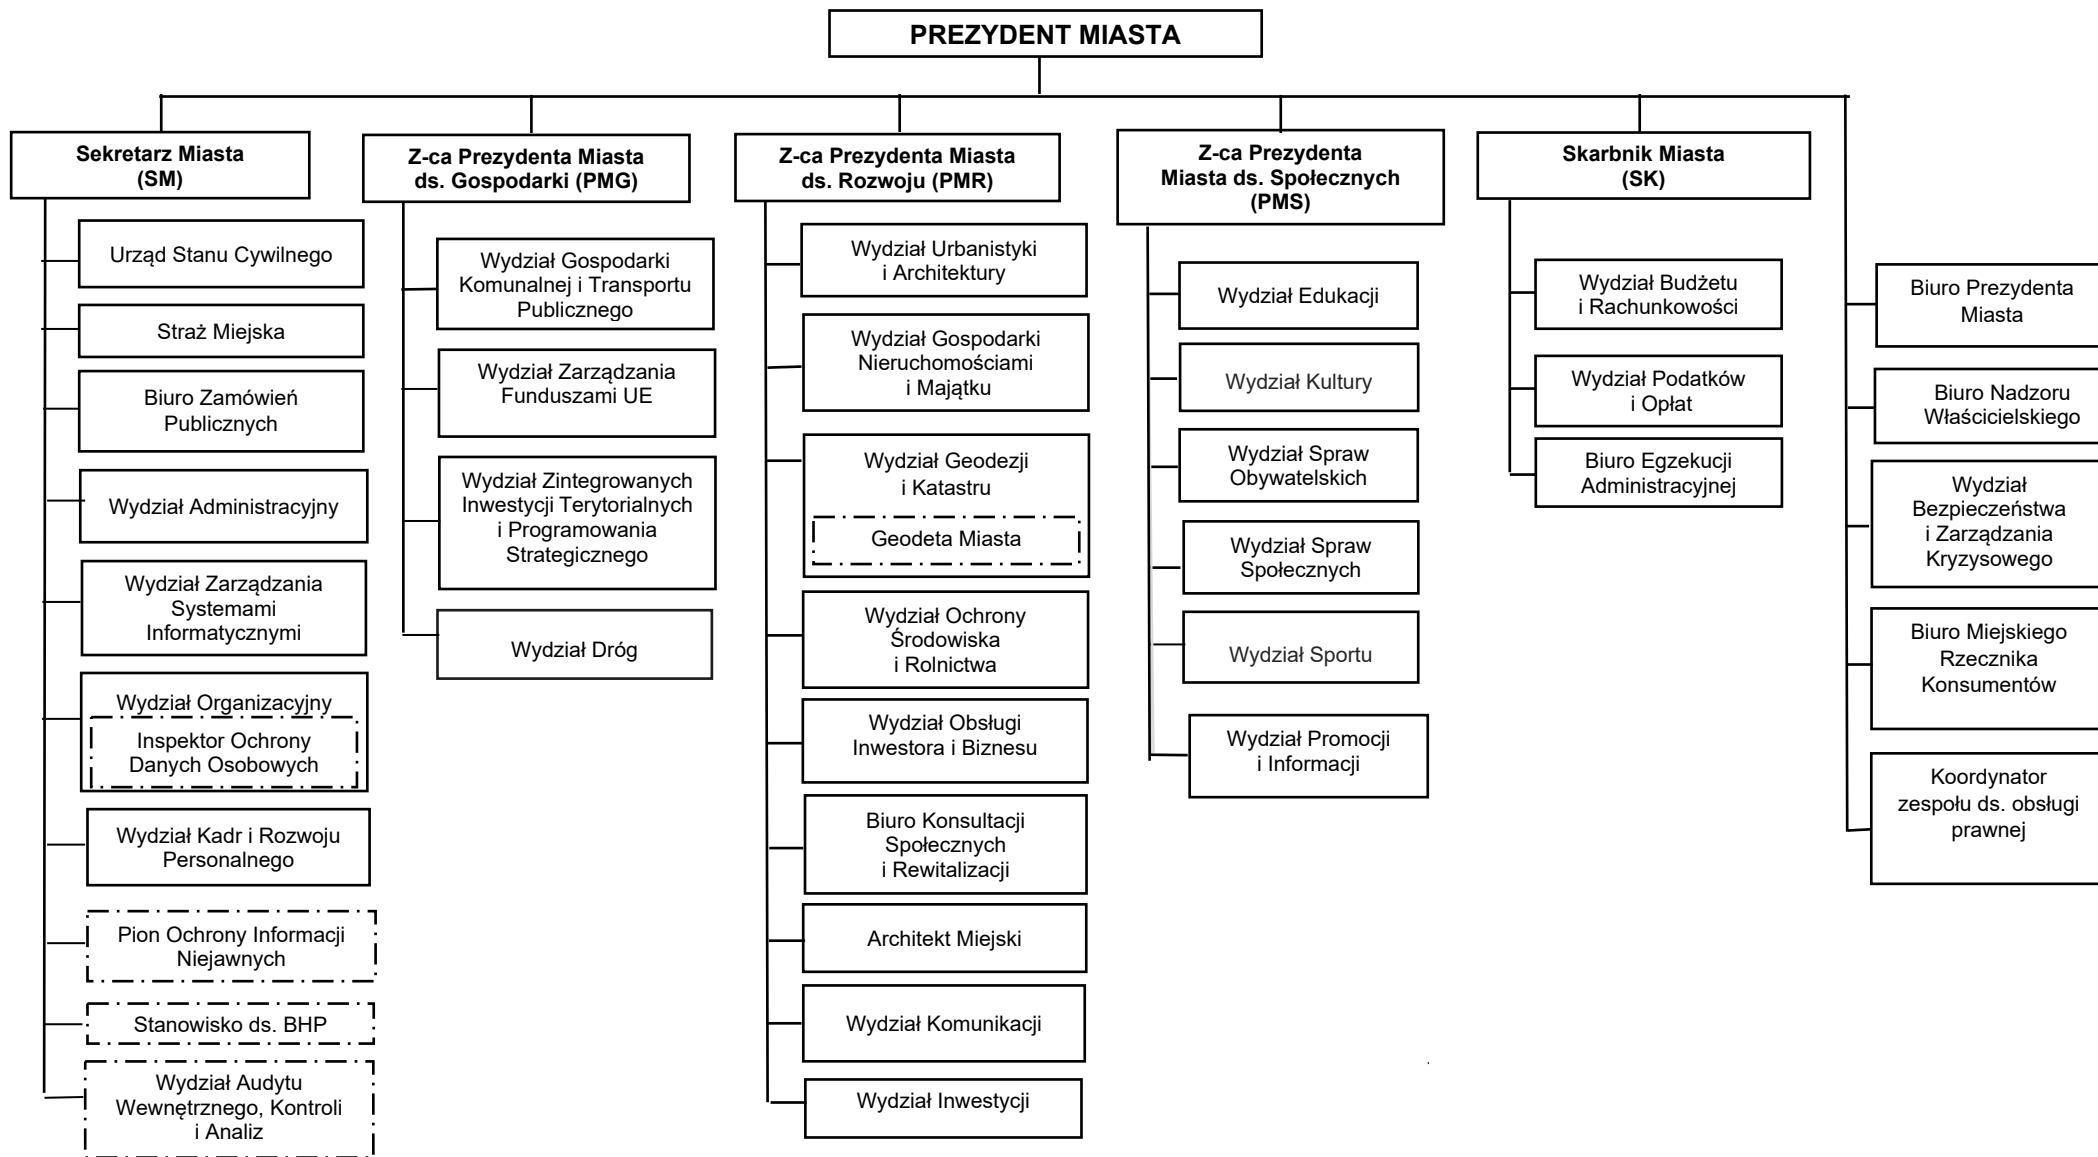 PREZYDENT MIASTA
Sekretarz Miasta
(SM)
Urząd Stanu Cywilnego
Straż Miejska
Biuro Zamówień
Publicznych
Wydział Administracyjny
Wydział Zarządzania
Systemami
Informatycznymi
Wydział Organizacyjny
Inspektor Ochrony
Danych Osobowych
Wydział Kadr i Rozwoju
Personalnego
Pion Ochrony Informacji
Niejawnych
Stanowisko ds. BHP
Wydział Audytu
Wewnętrznego, Kontroli
i Analiz
Z-ca Prezydenta Miasta
ds. Gospodarki (PMG)
Wydział Gospodarki
Komunalnej i Transportu
Publicznego
Wydział Zarządzania
Funduszami UE
Wydział Zintegrowanych
Inwestycji Terytorialnych
i Programowania
Strategicznego
Wydział Dróg
Z-ca Prezydenta Miasta
ds. Rozwoju (PMR)
Wydział Urbanistyki
i Architektury
Wydział Gospodarki
Nieruchomościami
i Majątku
Wydział Geodezji
i Katastru
Geodeta Miasta
Wydział Ochrony
Środowiska
i Rolnictwa
Wydział Obsługi
Inwestora i Biznesu
Biuro Konsultacji
Społecznych
i Rewitalizacji
Architekt Miejski
Wydział Komunikacji
Wydział Inwestycji
Z-ca Prezydenta
Miasta ds. Społecznych
(PMS)
Wydział Edukacji
Wydział Kultury
Wydział Spraw
Obywatelskich
Wydział Spraw
Społecznych
Wydział Sportu
Wydział Promocji
i Informacji
Skarbnik Miasta
(SK)
Wydział Budżetu
i Rachunkowości
Wydział Podatków
i Opłat
Biuro Egzekucji
Administracyjnej
Biuro Prezydenta
Miasta
Biuro Nadzoru
Właścicielskiego
Wydział
Bezpieczeństwa
i Zarządzania
Kryzysowego
Biuro Miejskiego
Rzecznika
Konsumentów
Koordynator
zespołu ds. obsługi
prawnej